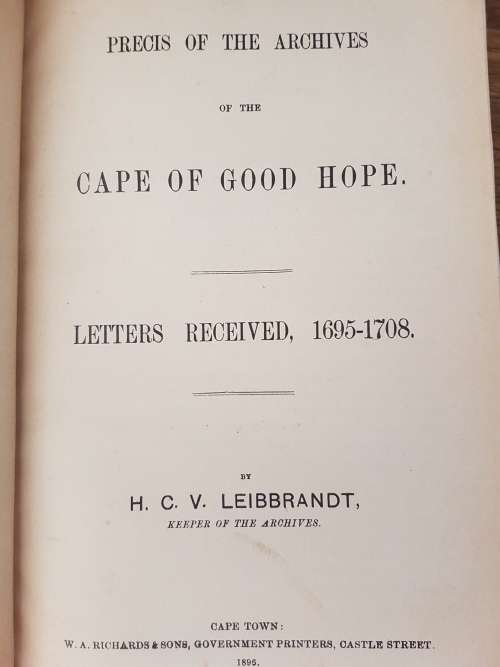 PRECIS OF THE ARCHIVES
OF THE
CAPE OF GOOD HOPE.
LETTERS RECEIVED, 1695-1708.
BY
H. C. V. LEIBBRANDT,
KEEPER OF THE ARCHIVES.
CAPE TOWN:
W. A. RICHARDS & SONS, GOVERNMENT PRINTERS, CASTLE STREET.
1896.